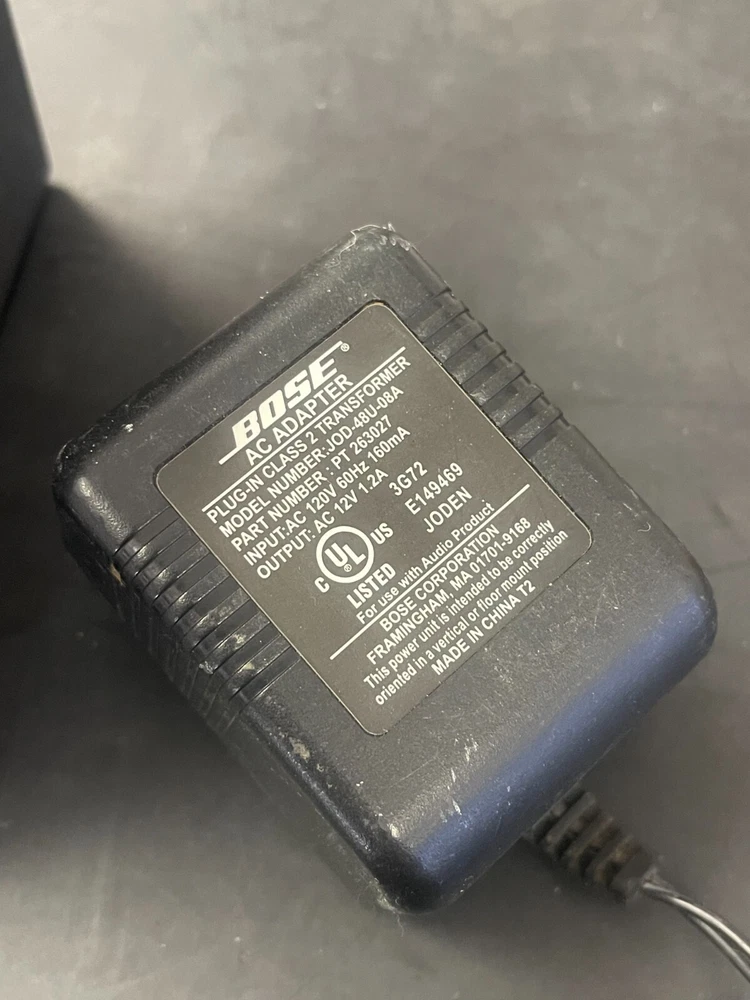 BOSE®
AC ADAPTER
PLUG-IN CLASS 2 TRANSFORMER
MODEL NUMBER:JOD-48U-08A
PART NUMBER.: PT 263027
INPUT:AC 120V 60Hz 160mA
OUTPUT: AC 12V 1.2A
3G72
C UL ® US
LISTED
E149469
JODEN
For use with Audio Product
BOSE CORPORATION
FRAMINGHAM, MA 01701-9168
This power unit is intended to be correctly
oriented in a vertical or floor mount position
MADE IN CHINA T2